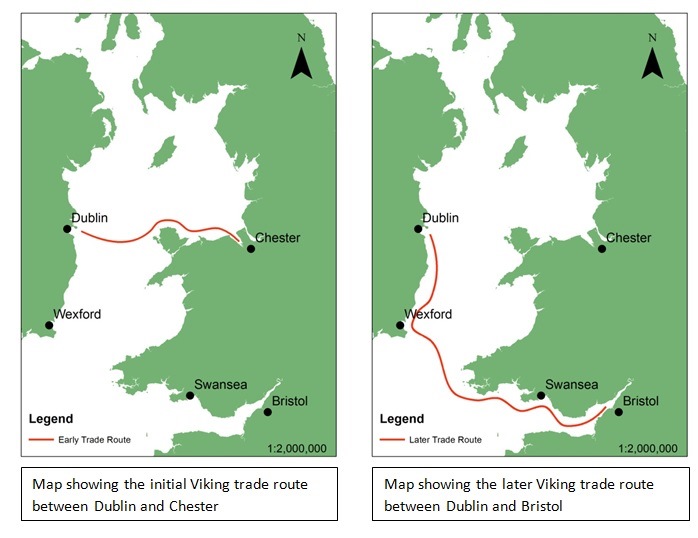 N
Dublin
Chester
Wexford
Swansea
Bristol
Legend
Early Trade Route
1:2,000,000
Map showing the initial Viking trade route
between Dublin and Chester
N
Dublin
Chester
Wexford
Swansea
Bristol
Legend
Later Trade Route
1:2,000,000
Map showing the later Viking trade route
between Dublin and Bristol